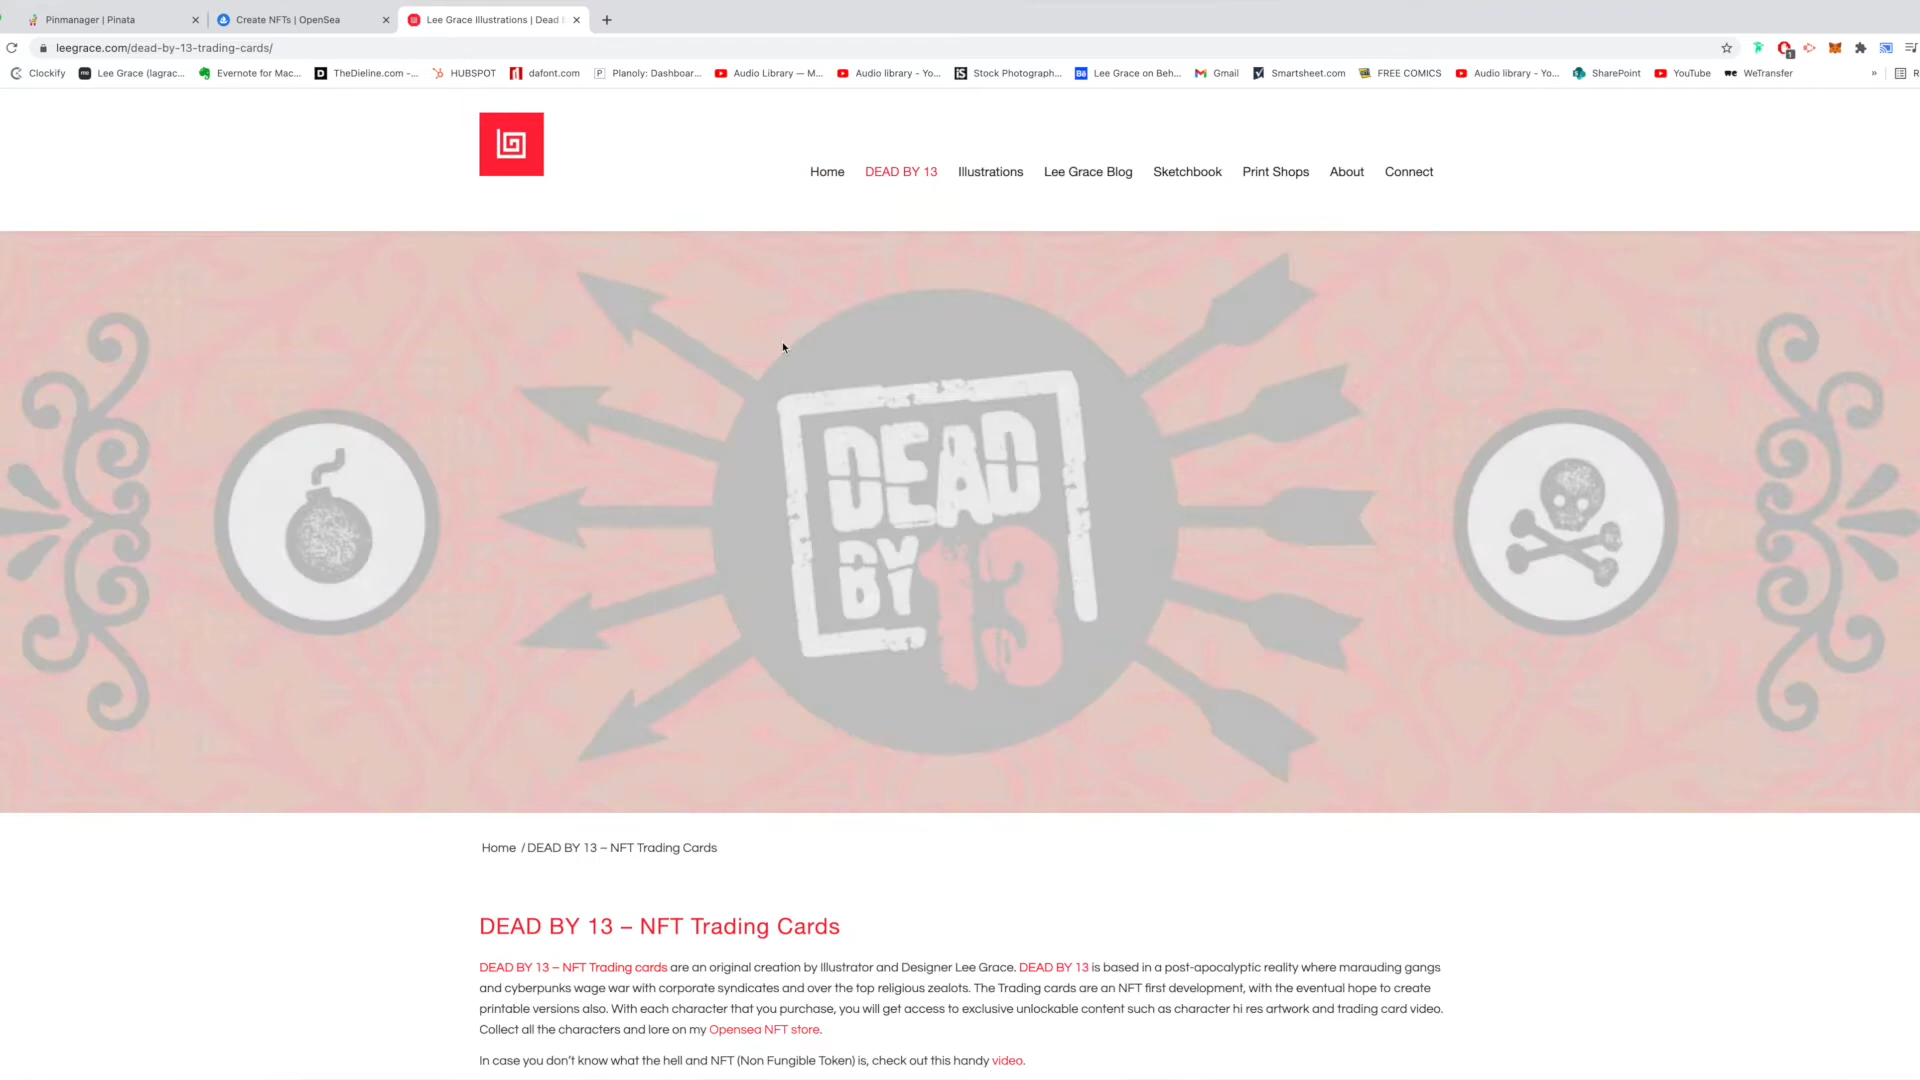 Pinmanager | Pinata
Create NFTs | OpenSea
Lee Grace Illustrations | Dead
leegrace.com/dead-by-13-trading-cards/
1
Clockify
Lee Grace (lagrac...
Evernote for Mac...
TheDieline.com -...
HUBSPOT
dafont.com
Planoly: Dashboar...
Audio Library — M...
Audio library - Yo...
Stock Photograph...
Lee Grace on Beh...
Gmail
Smartsheet.com
FREE COMICS
Audio library - Yo...
SharePoint
YouTube
WeTransfer
»
R
Home
DEAD BY 13
Illustrations
Lee Grace Blog
Sketchbook
Print Shops
About
Connect
DEAD
BY 13
Home / DEAD BY 13 – NFT Trading Cards
DEAD BY 13 – NFT Trading Cards
DEAD BY 13 – NFT Trading cards are an original creation by Illustrator and Designer Lee Grace. DEAD BY 13 is based in a post-apocalyptic reality where marauding gangs
and cyberpunks wage war with corporate syndicates and over the top religious zealots. The Trading cards are an NFT first development, with the eventual hope to create
printable versions also. With each character that you purchase, you will get access to exclusive unlockable content such as character hi res artwork and trading card video.
Collect all the characters and lore on my Opensea NFT store.
In case you don't know what the hell and NFT (Non Fungible Token) is, check out this handy video.